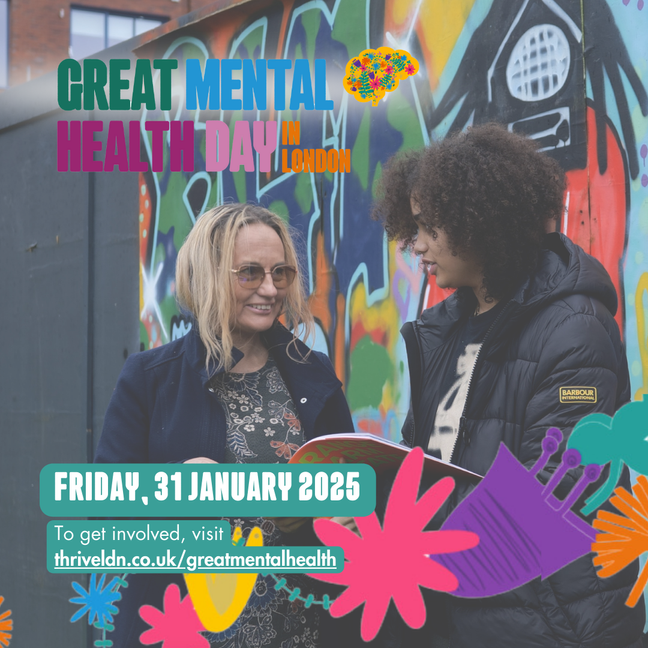 GREAT MENTAL
HEALTH DAY IN LONDON
BARBOUR
INTERNATIONAL
FRIDAY, 31 JANUARY 2025
To get involved, visit
thriveldn.co.uk/greatmentalhealth